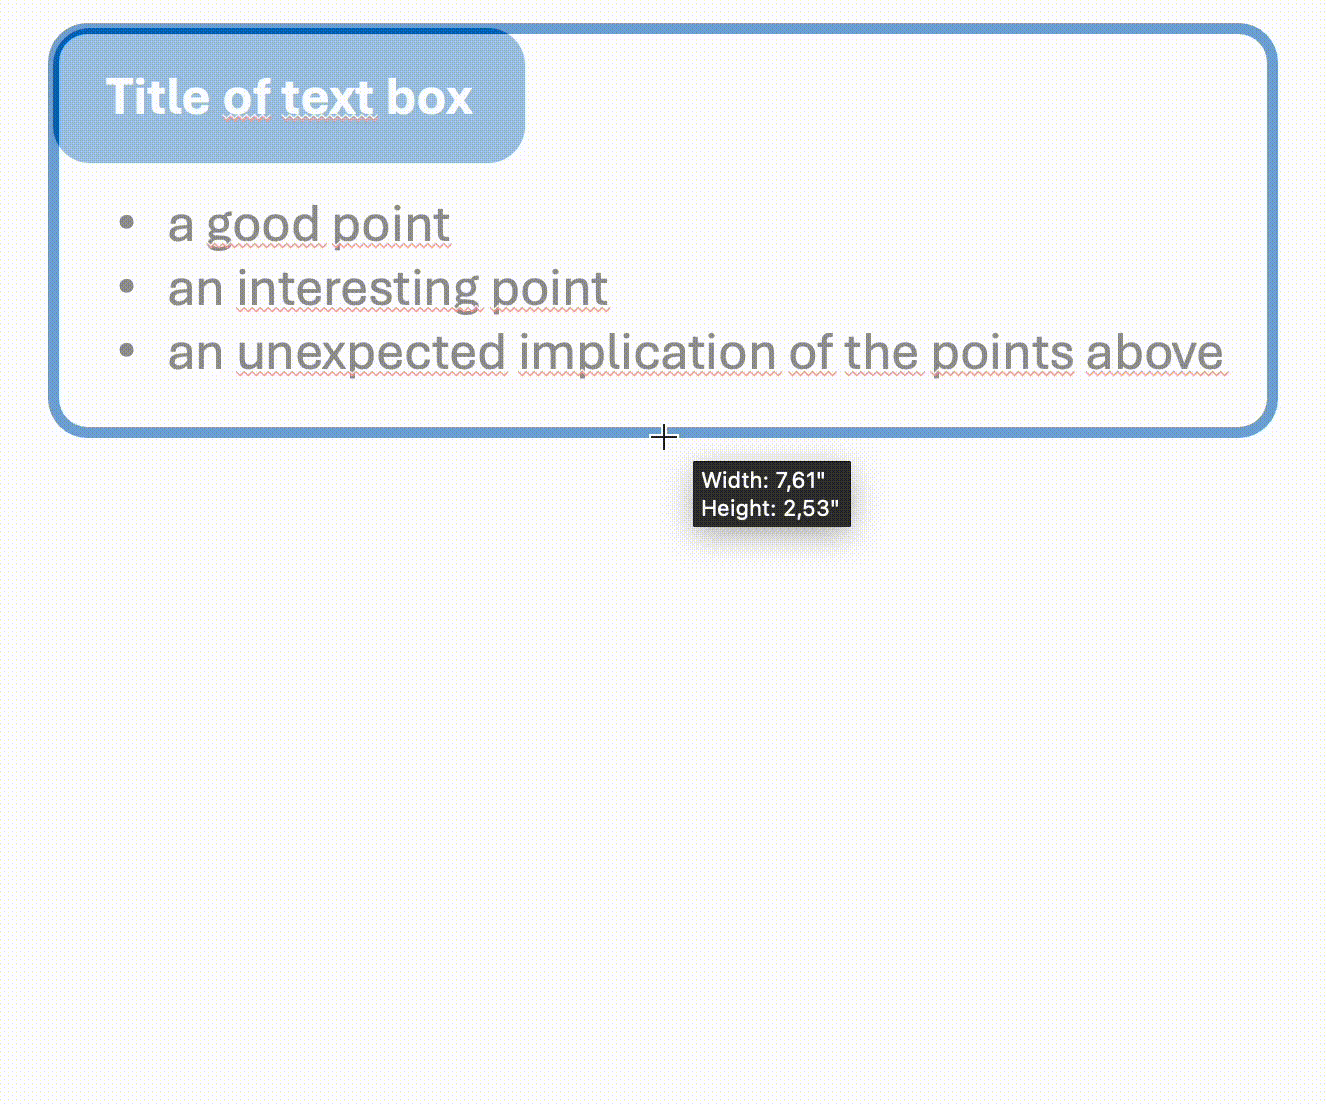 Title of text box
• a good point
• an interesting point
• an unexpected implication of the points above
Width: 7,61"
Height: 2,53"